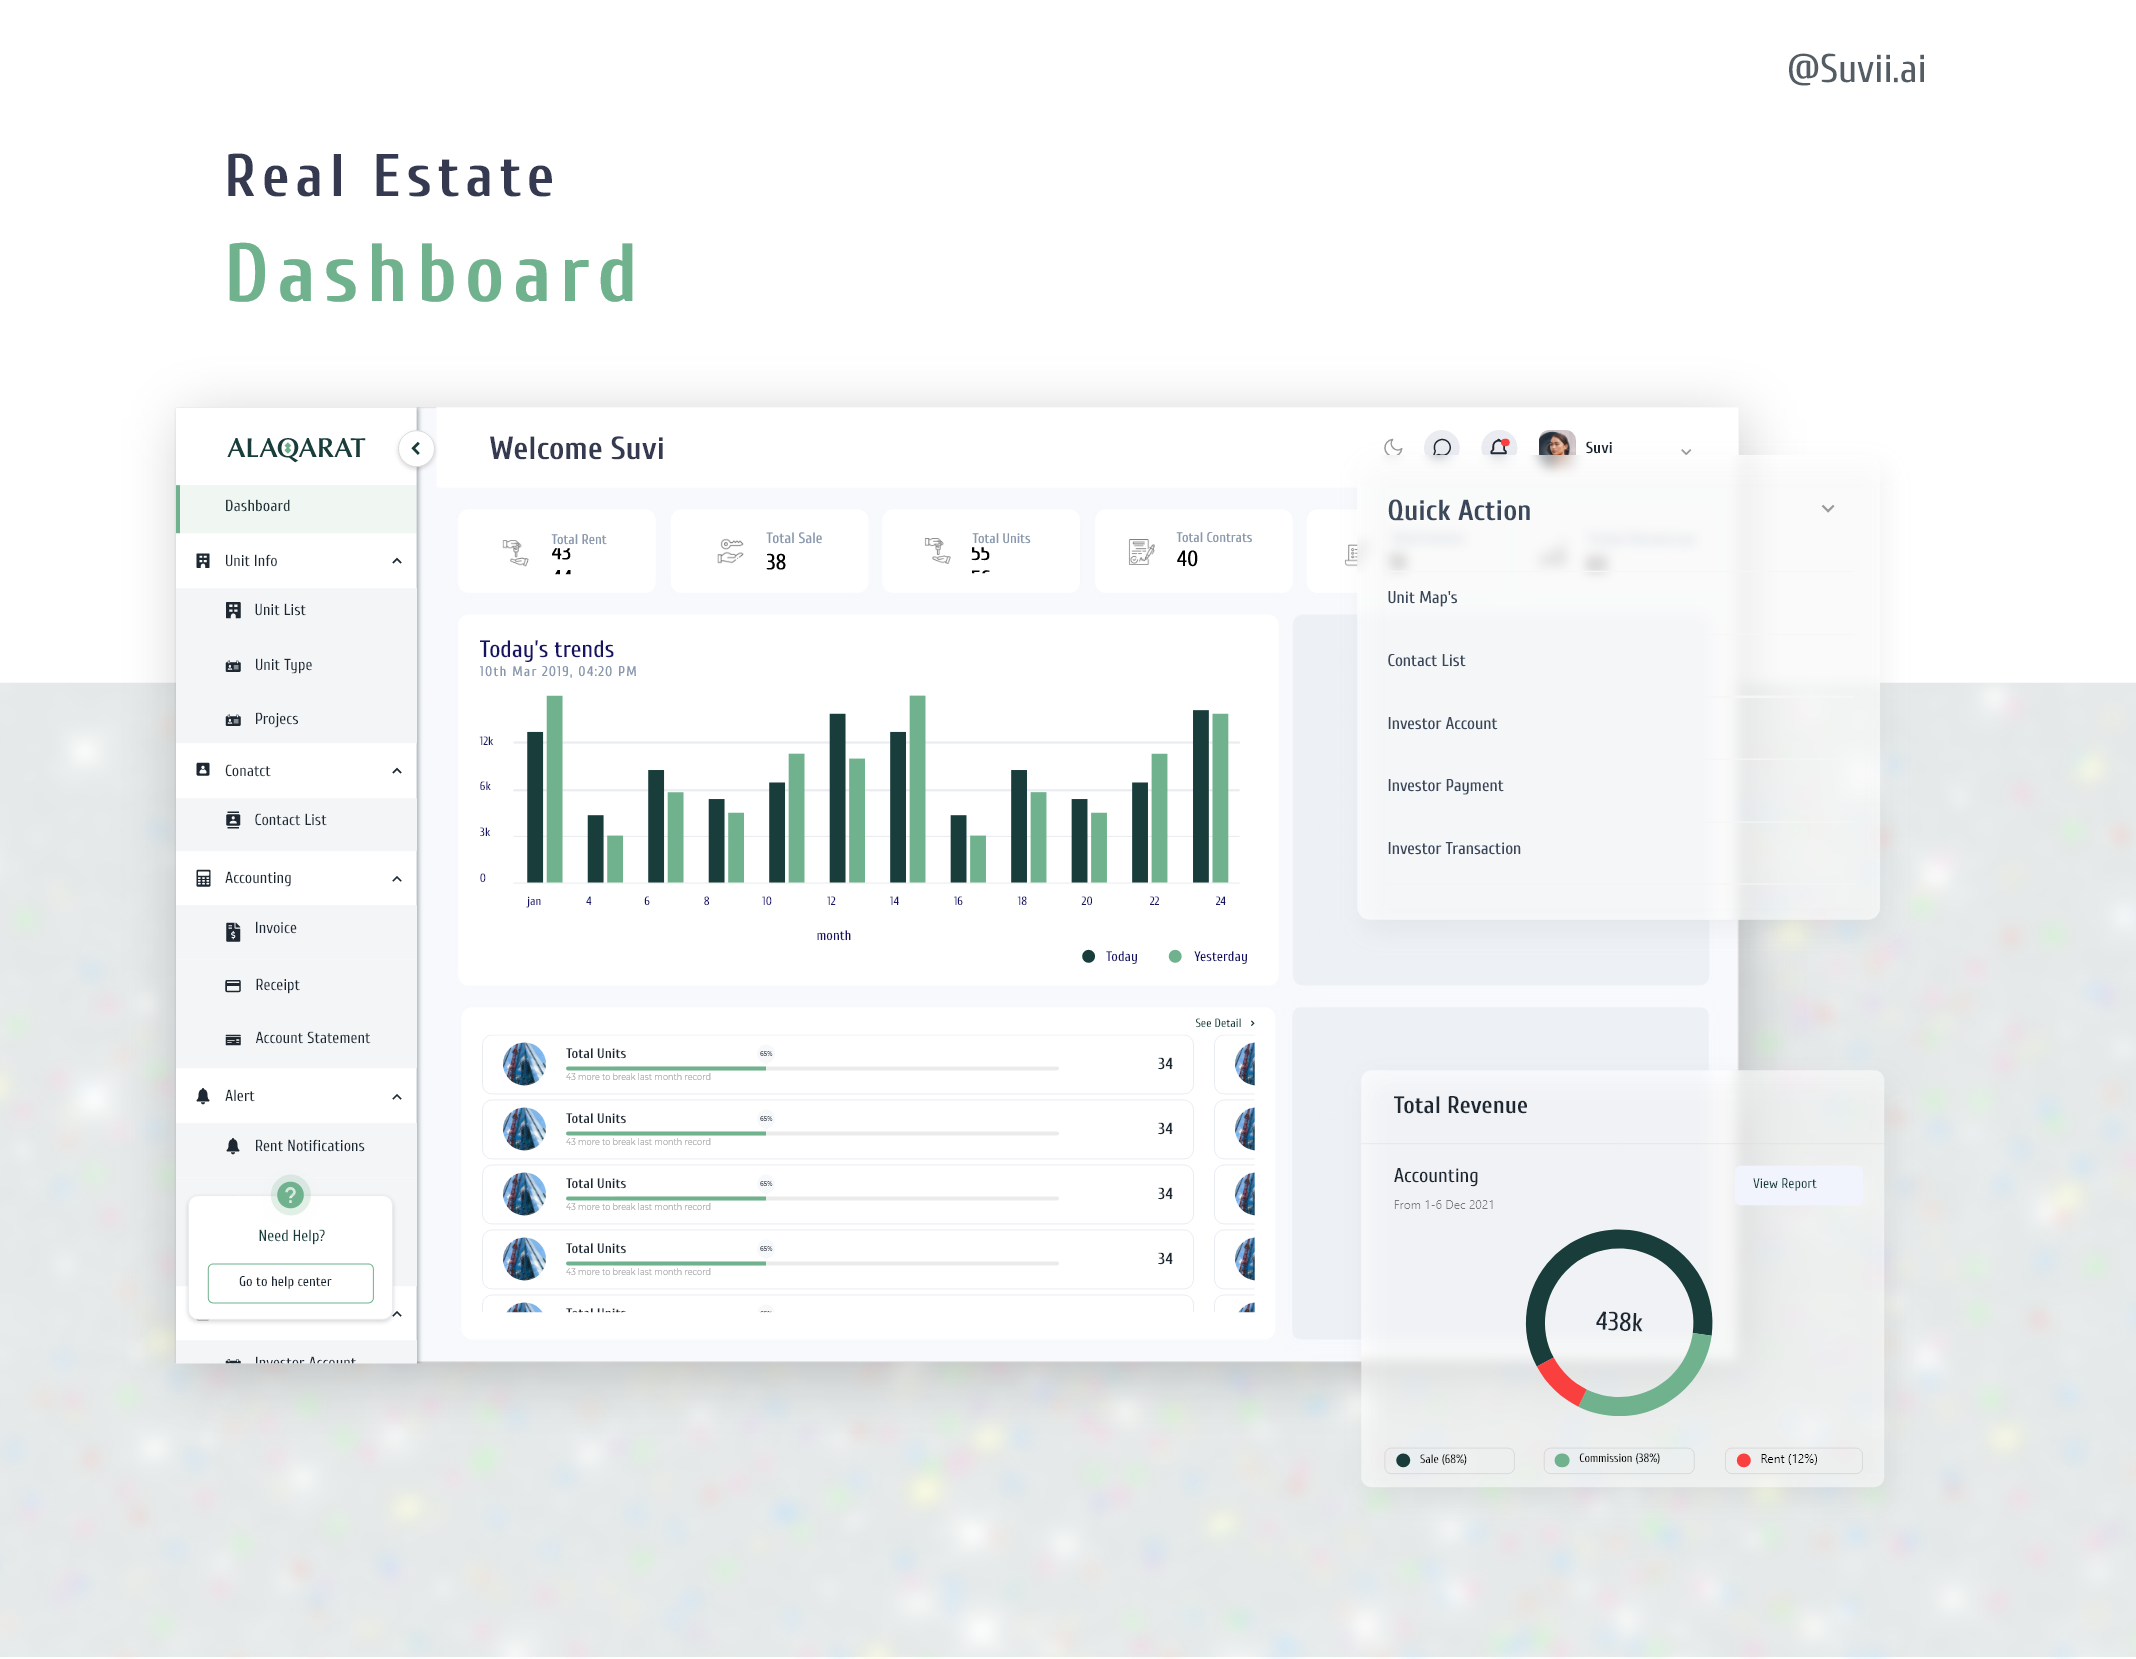 @Suvii.ai
Real Estate
Dashboard
ALAQARAT
Dashboard
Unit Info
Unit List
Unit Type
Projecs
Conatct
Contact List
Accounting
Invoice
Receipt
Account Statement
Alert
Rent Notifications
?
Need Help?
Go to help center
Investor Account
Welcome Suvi
Suvi
Total Rent
43
44
Total Sale
38
Total Units
55
56
Total Contrats
40
Today's trends
10th Mar 2019, 04:20 PM
12k
6k
3k
0
jan 4 6 8 10 12 14 16 18 20 22 24
month
Today Yesterday
See Detail
Total Units 65%
43 more to break last month record
34
Total Units 65%
43 more to break last month record
34
Total Units 65%
43 more to break last month record
34
Total Units 65%
43 more to break last month record
34
Total Units
Quick Action
Unit Map's
Contact List
Investor Account
Investor Payment
Investor Transaction
Total Revenue
Accounting
From 1-6 Dec 2021
View Report
438k
Sale (68%) Commission (38%) Rent (12%)